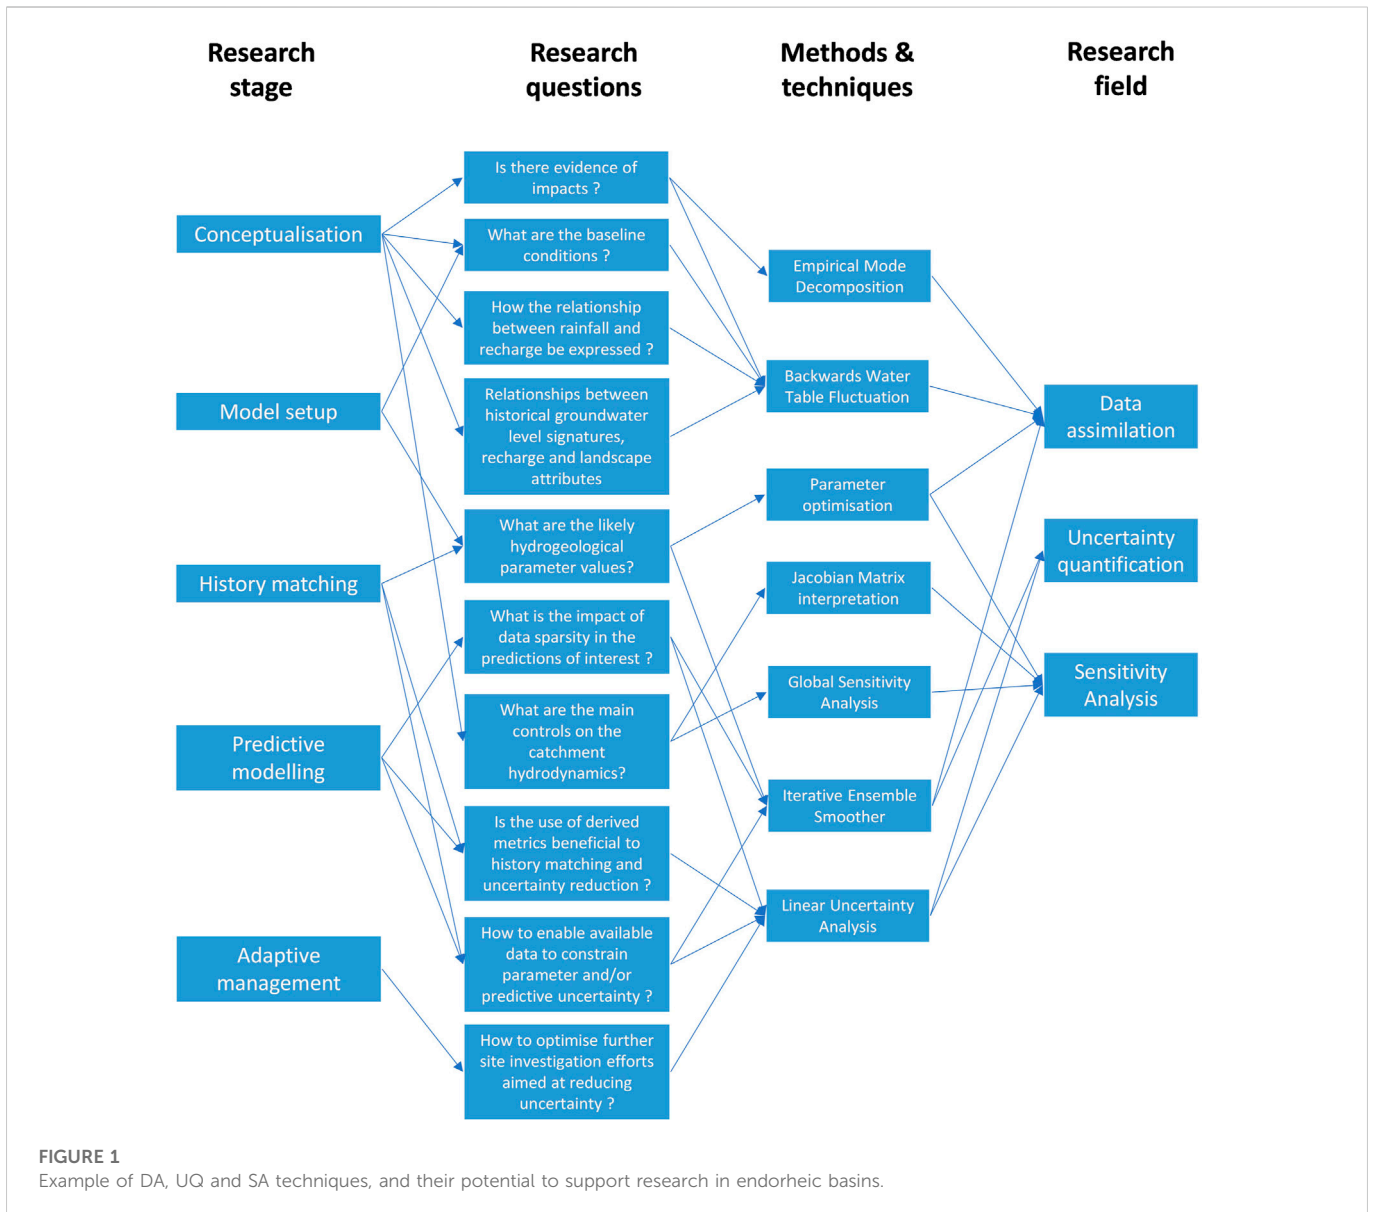 Research
stage
Research
questions
Methods &
techniques
Research
field
Conceptualisation
Model setup
History matching
Predictive
modelling
Adaptive
management
Is there evidence of
impacts ?
What are the baseline
conditions ?
How the relationship
between rainfall and
recharge be expressed ?
Relationships between
historical groundwater
level signatures,
recharge and landscape
attributes
What are the likely
hydrogeological
parameter values?
What is the impact of
data sparsity in the
predictions of interest ?
What are the main
controls on the
catchment
hydrodynamics?
Is the use of derived
metrics beneficial to
history matching and
uncertainty reduction ?
How to enable available
data to constrain
parameter and/or
predictive uncertainty ?
How to optimise further
site investigation efforts
aimed at reducing
uncertainty ?
Empirical Mode
Decomposition
Backwards Water
Table Fluctuation
Parameter
optimisation
Jacobian Matrix
interpretation
Global Sensitivity
Analysis
Iterative Ensemble
Smoother
Linear Uncertainty
Analysis
Data
assimilation
Uncertainty
quantification
Sensitivity
Analysis
FIGURE 1
Example of DA, UQ and SA techniques, and their potential to support research in endorheic basins.